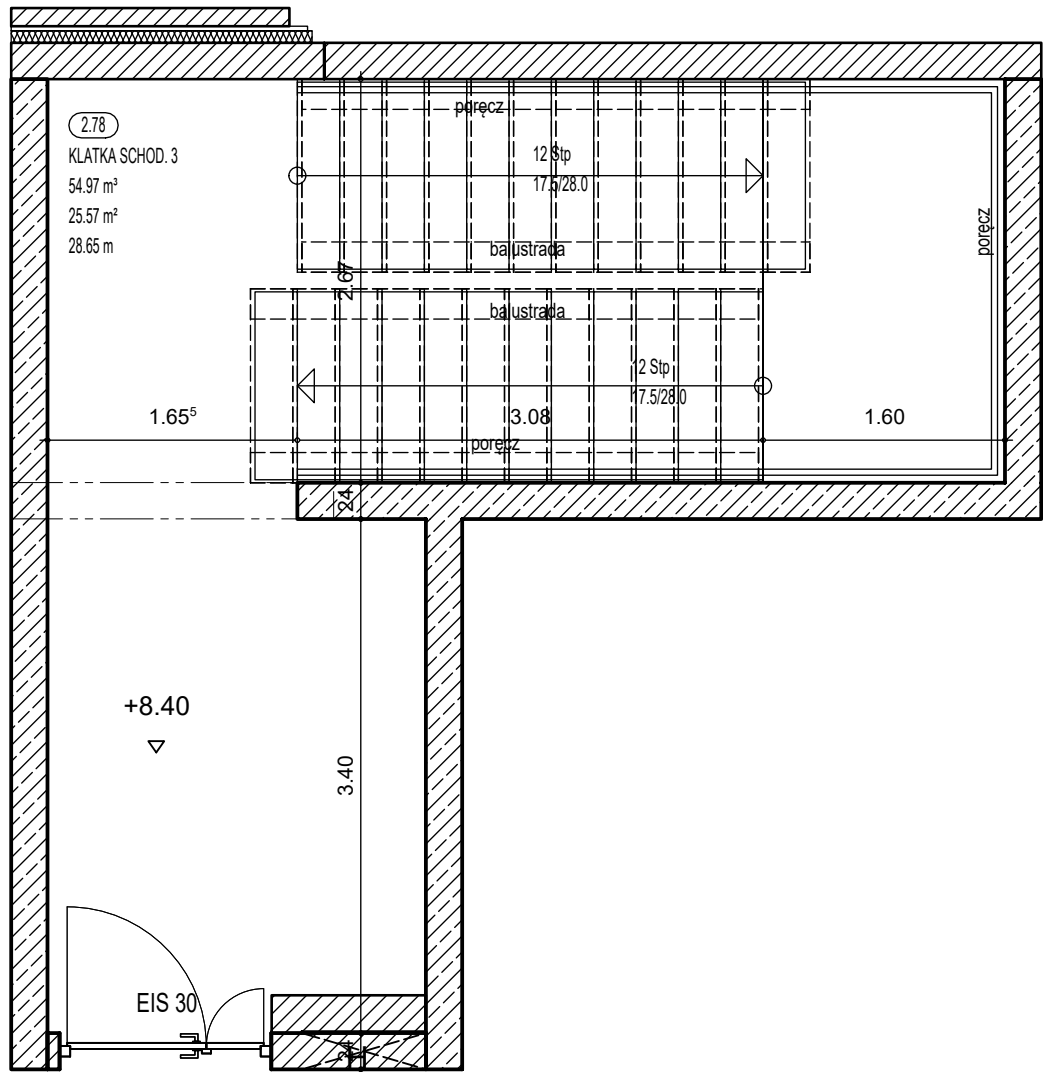 2.78
KLATKA SCHOD. 3
54.97 m³
25.57 m²
28.65 m
poręcz
12 Stp
17.5/28.0
poręcz
balustrada
2.67
balustrada
12 Stp
17.5/28.0
1.65⁵
3.08
1.60
poręcz
24
+8.40
3.40
EIS 30
24